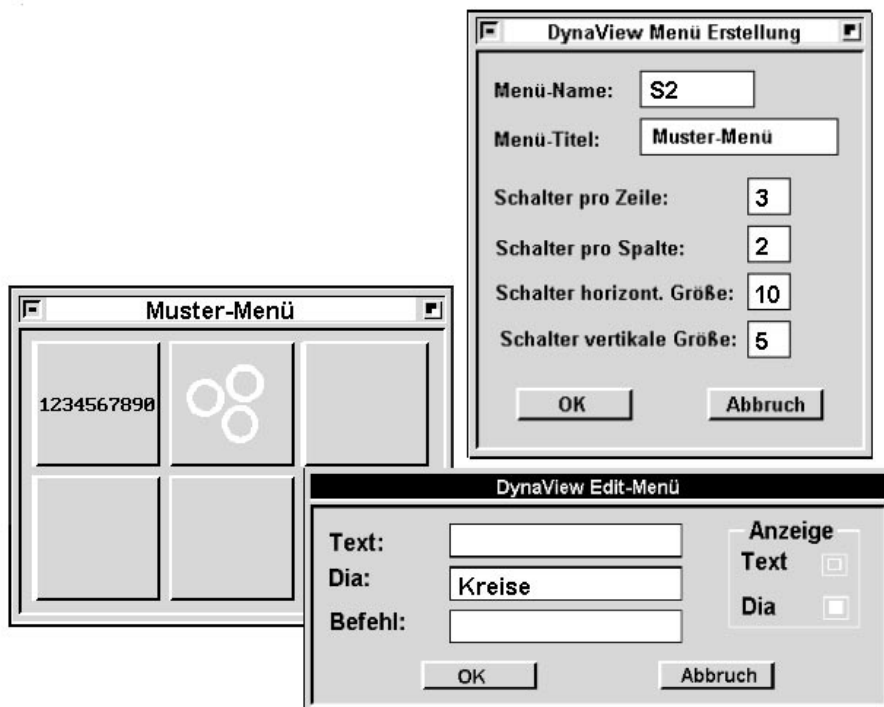 DynaView Menü Erstellung
Menü-Name: S2
Menü-Titel: Muster-Menü
Schalter pro Zeile: 3
Schalter pro Spalte: 2
Schalter horizont. Größe: 10
Schalter vertikale Größe: 5
OK Abbruch
Muster-Menü
1234567890
DynaView Edit-Menü
Text:
Dia: Kreise
Befehl:
Anzeige
Text
Dia
OK Abbruch